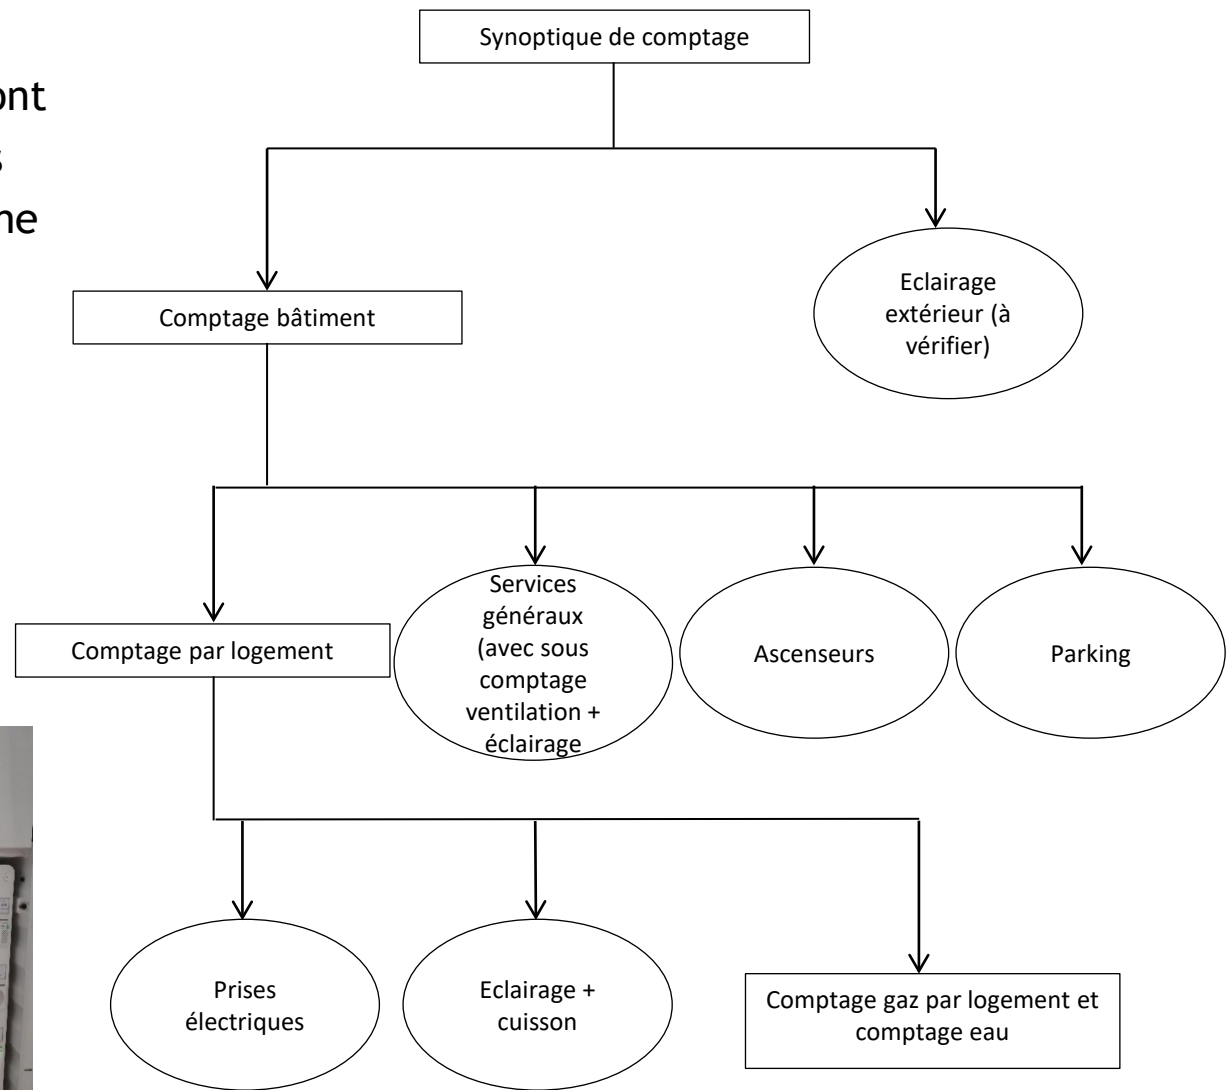 Synoptique de comptage
Comptage bâtiment
Eclairage
extérieur (à
vérifier)
Comptage par logement
Services
généraux
(avec sous
comptage
ventilation +
éclairage
Ascenseurs
Parking
Prises
électriques
Eclairage +
cuisson
Comptage gaz par logement et
comptage eau